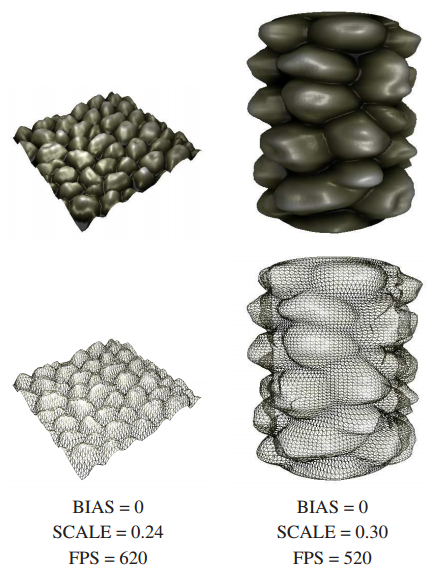 BIAS = 0
SCALE = 0.24
FPS = 620
BIAS = 0
SCALE = 0.30
FPS = 520